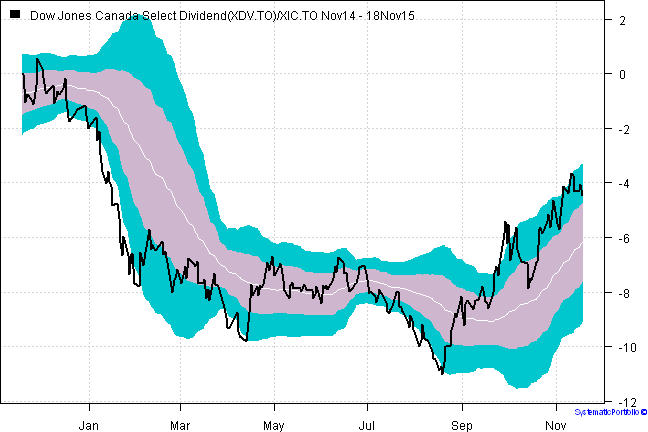 Dow Jones Canada Select Dividend(XDV.TO)/XIC.TO Nov14 - 18Nov15
2
0
-2
-4
-6
-8
-10
-12
SystematicPortfolio ©
Jan Mar May Jul Sep Nov